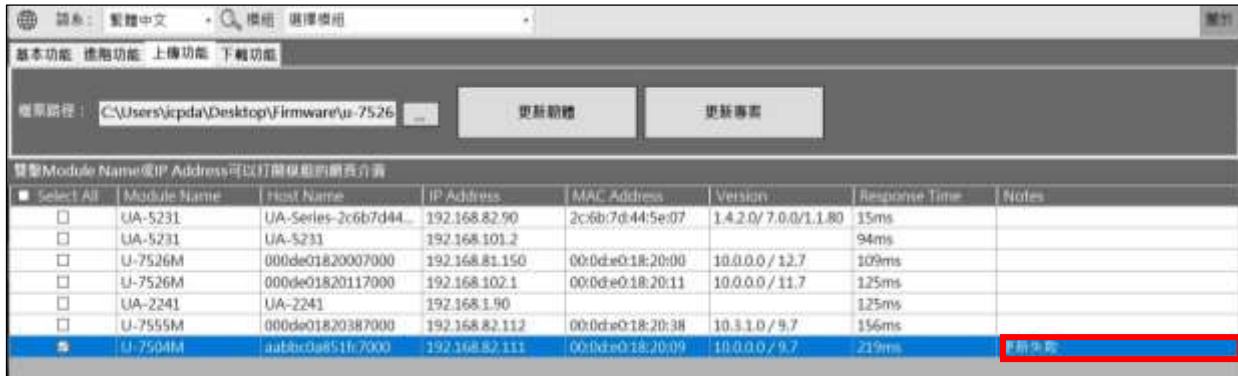 語系： 繁體中文 模組 選擇模組 關於
基本功能 進階功能 上傳功能 下載功能
檔案路徑： C:\Users\icpda\Desktop\Firmware\u-7526 ... 更新韌體 更新專案
雙擊Module Name或IP Address可以打開模組的網頁介面
Select All Module Name Host Name IP Address MAC Address Version Response Time Notes
UA-5231 UA-Series-2c6b7d44... 192.168.82.90 2c:6b:7d:44:5e:07 1.4.2.0/ 7.0.0/1.1.80 15ms
UA-5231 UA-5231 192.168.101.2 94ms
U-7526M 000de01820007000 192.168.81.150 00:0d:e0:18:20:00 10.0.0.0 / 12.7 109ms
U-7526M 000de01820117000 192.168.102.1 00:0d:e0:18:20:11 10.0.0.0 / 11.7 125ms
UA-2241 UA-2241 192.168.1.90 125ms
U-7555M 000de01820387000 192.168.82.112 00:0d:e0:18:20:38 10.3.1.0 / 9.7 156ms
U-7504M aabbc0a851fc7000 192.168.82.111 00:0d:e0:18:20:09 10.0.0.0 / 9.7 219ms 更新失敗